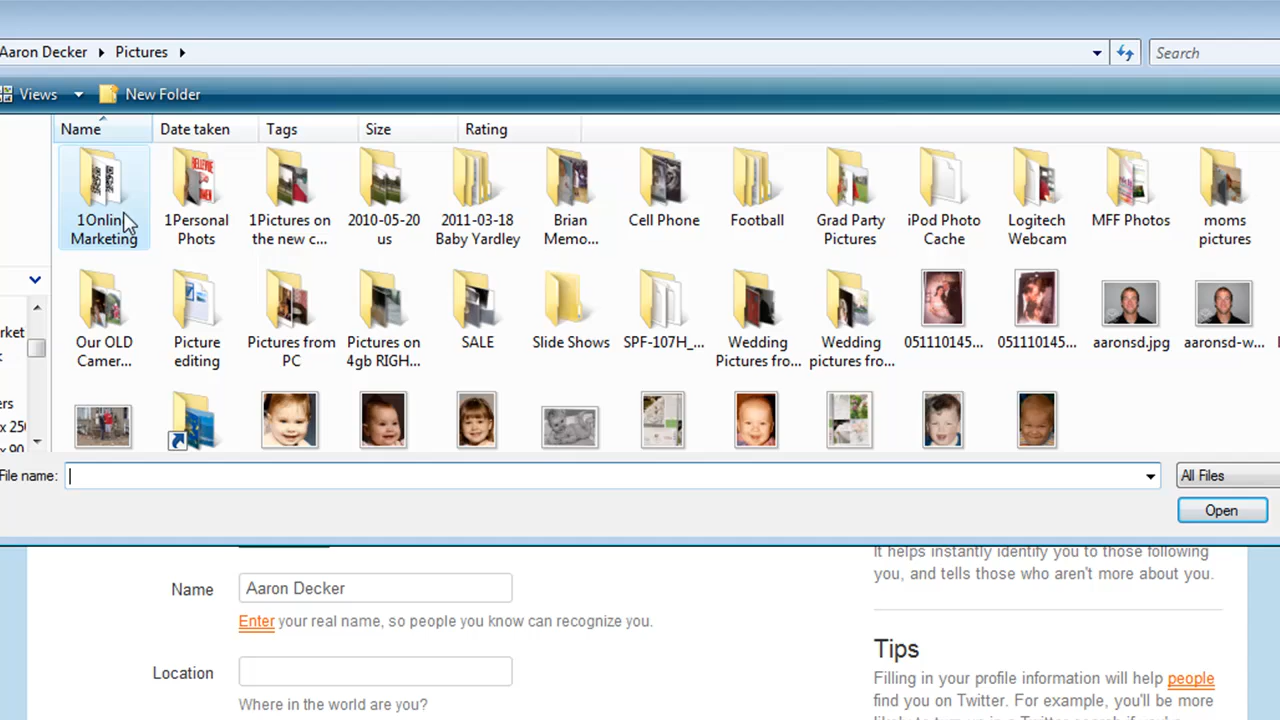 Aaron Decker Pictures
Search
Views New Folder
Name Date taken Tags Size Rating
1Onlin Marketing
1Personal Phots
1Pictures on the new c...
2010-05-20 us
2011-03-18 Baby Yardley
Brian Memo...
Cell Phone
Football
Grad Party Pictures
iPod Photo Cache
Logitech Webcam
MFF Photos
moms pictures
Our OLD Camer...
Picture editing
Pictures from PC
Pictures on 4gb RIGH...
SALE
Slide Shows
SPF-107H_...
Wedding Pictures fro...
Wedding pictures fro...
051110145...
051110145...
aaronsd.jpg
aaronsd-w...
File name:
All Files
Open
Name
Aaron Decker
Enter your real name, so people you know can recognize you.
Location
Where in the world are you?
It helps instantly identify you to those following
you, and tells those who aren't more about you.
Tips
Filling in your profile information will help people
find you on Twitter. For example, you'll be more